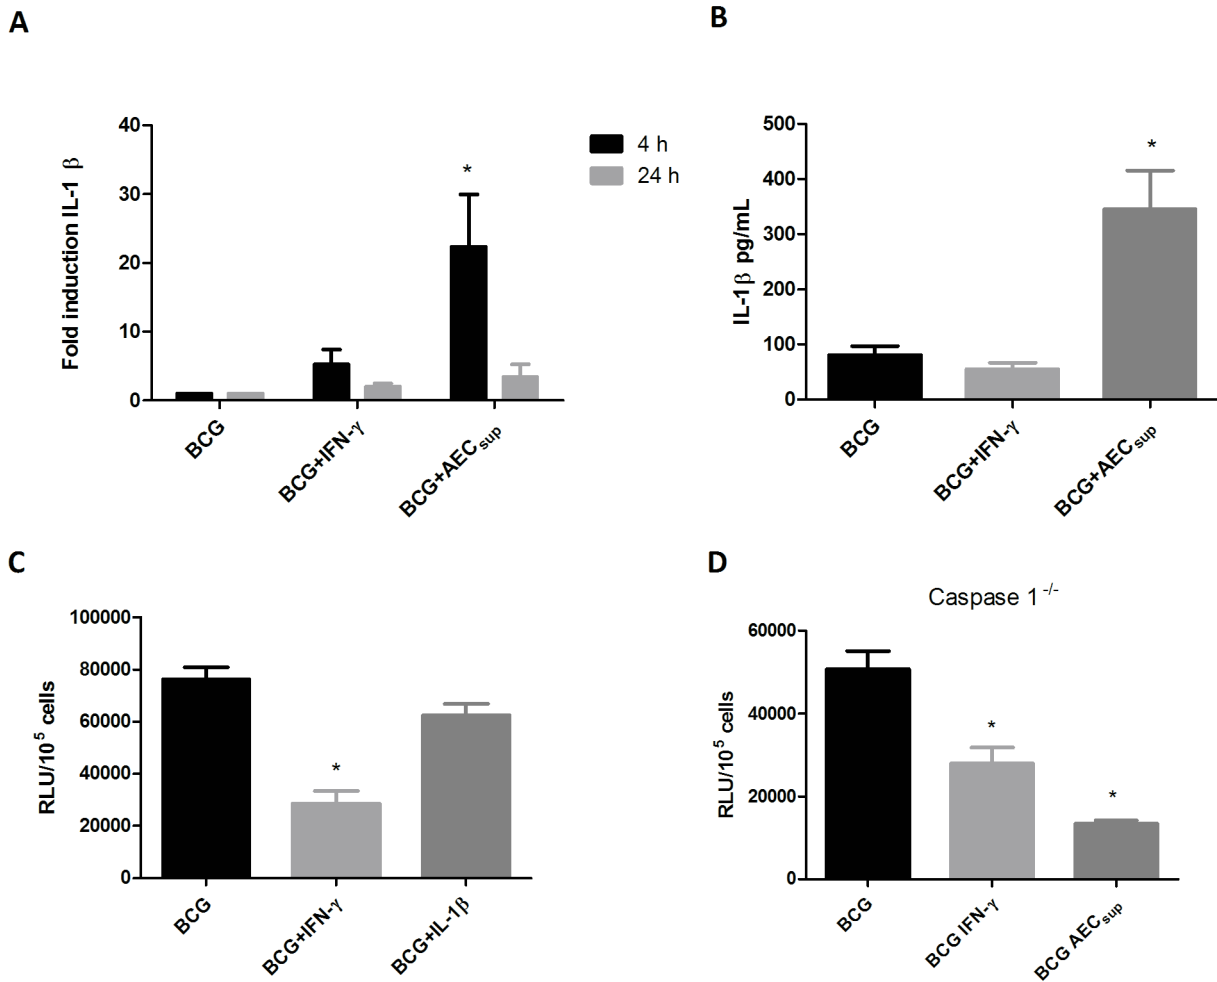 A
40
30
20
10
0
Fold induction IL-1 β
*
4 h
24 h
BCG
BCG+IFN-γ
BCG+AECsup
B
500
400
300
200
100
0
IL-1β pg/mL
*
BCG
BCG+IFN-γ
BCG+AECsup
C
100000
80000
60000
40000
20000
0
RLU/10⁵ cells
*
BCG
BCG+IFN-γ
BCG+IL-1β
D
Caspase 1 -/-
60000
40000
20000
0
RLU/10⁵ cells
*
*
BCG
BCG IFN-γ
BCG AECsup